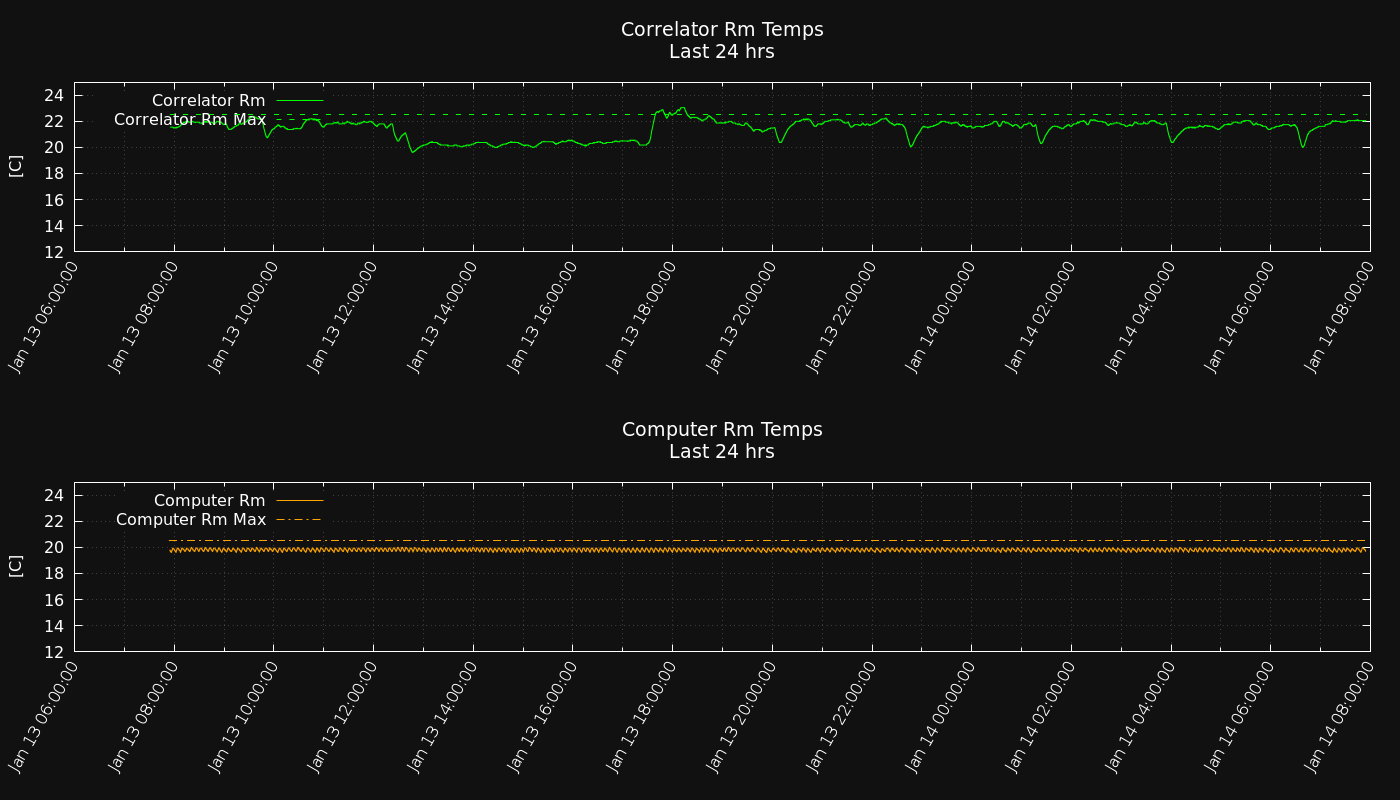 Correlator Rm Temps
Last 24 hrs
Correlator Rm
Correlator Rm Max
[C]
24
22
20
18
16
14
12
Jan 13 06:00:00
Jan 13 08:00:00
Jan 13 10:00:00
Jan 13 12:00:00
Jan 13 14:00:00
Jan 13 16:00:00
Jan 13 18:00:00
Jan 13 20:00:00
Jan 13 22:00:00
Jan 14 00:00:00
Jan 14 02:00:00
Jan 14 04:00:00
Jan 14 06:00:00
Jan 14 08:00:00
Computer Rm Temps
Last 24 hrs
Computer Rm
Computer Rm Max
[C]
24
22
20
18
16
14
12
Jan 13 06:00:00
Jan 13 08:00:00
Jan 13 10:00:00
Jan 13 12:00:00
Jan 13 14:00:00
Jan 13 16:00:00
Jan 13 18:00:00
Jan 13 20:00:00
Jan 13 22:00:00
Jan 14 00:00:00
Jan 14 02:00:00
Jan 14 04:00:00
Jan 14 06:00:00
Jan 14 08:00:00